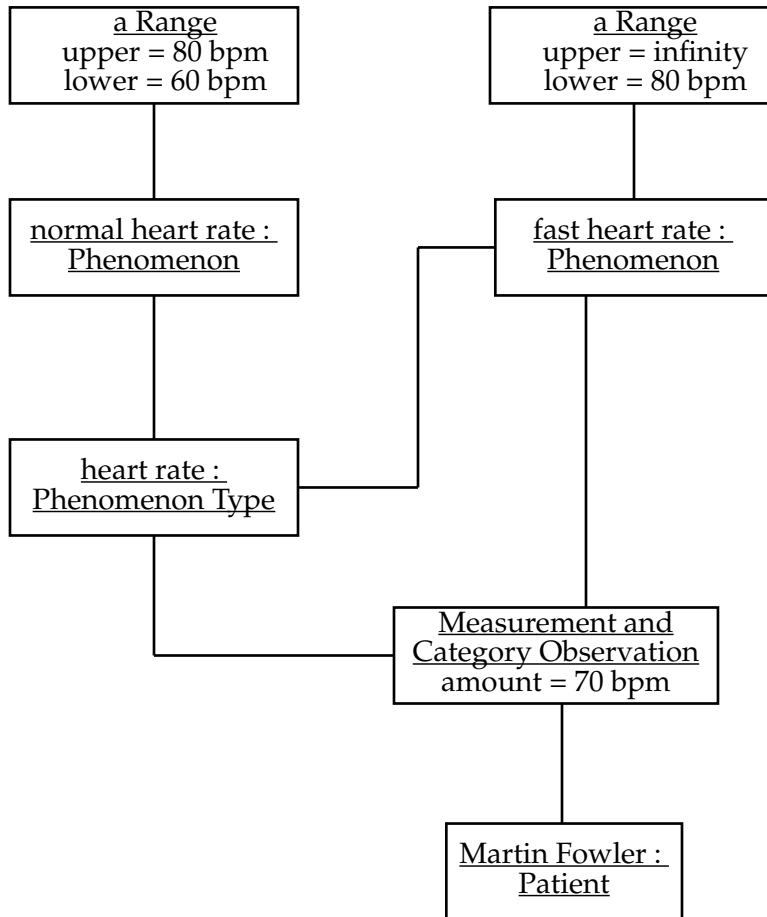 a Range
upper = 80 bpm
lower = 60 bpm
a Range
upper = infinity
lower = 80 bpm
normal heart rate :
Phenomenon
fast heart rate :
Phenomenon
heart rate :
Phenomenon Type
Measurement and
Category Observation
amount = 70 bpm
Martin Fowler :
Patient